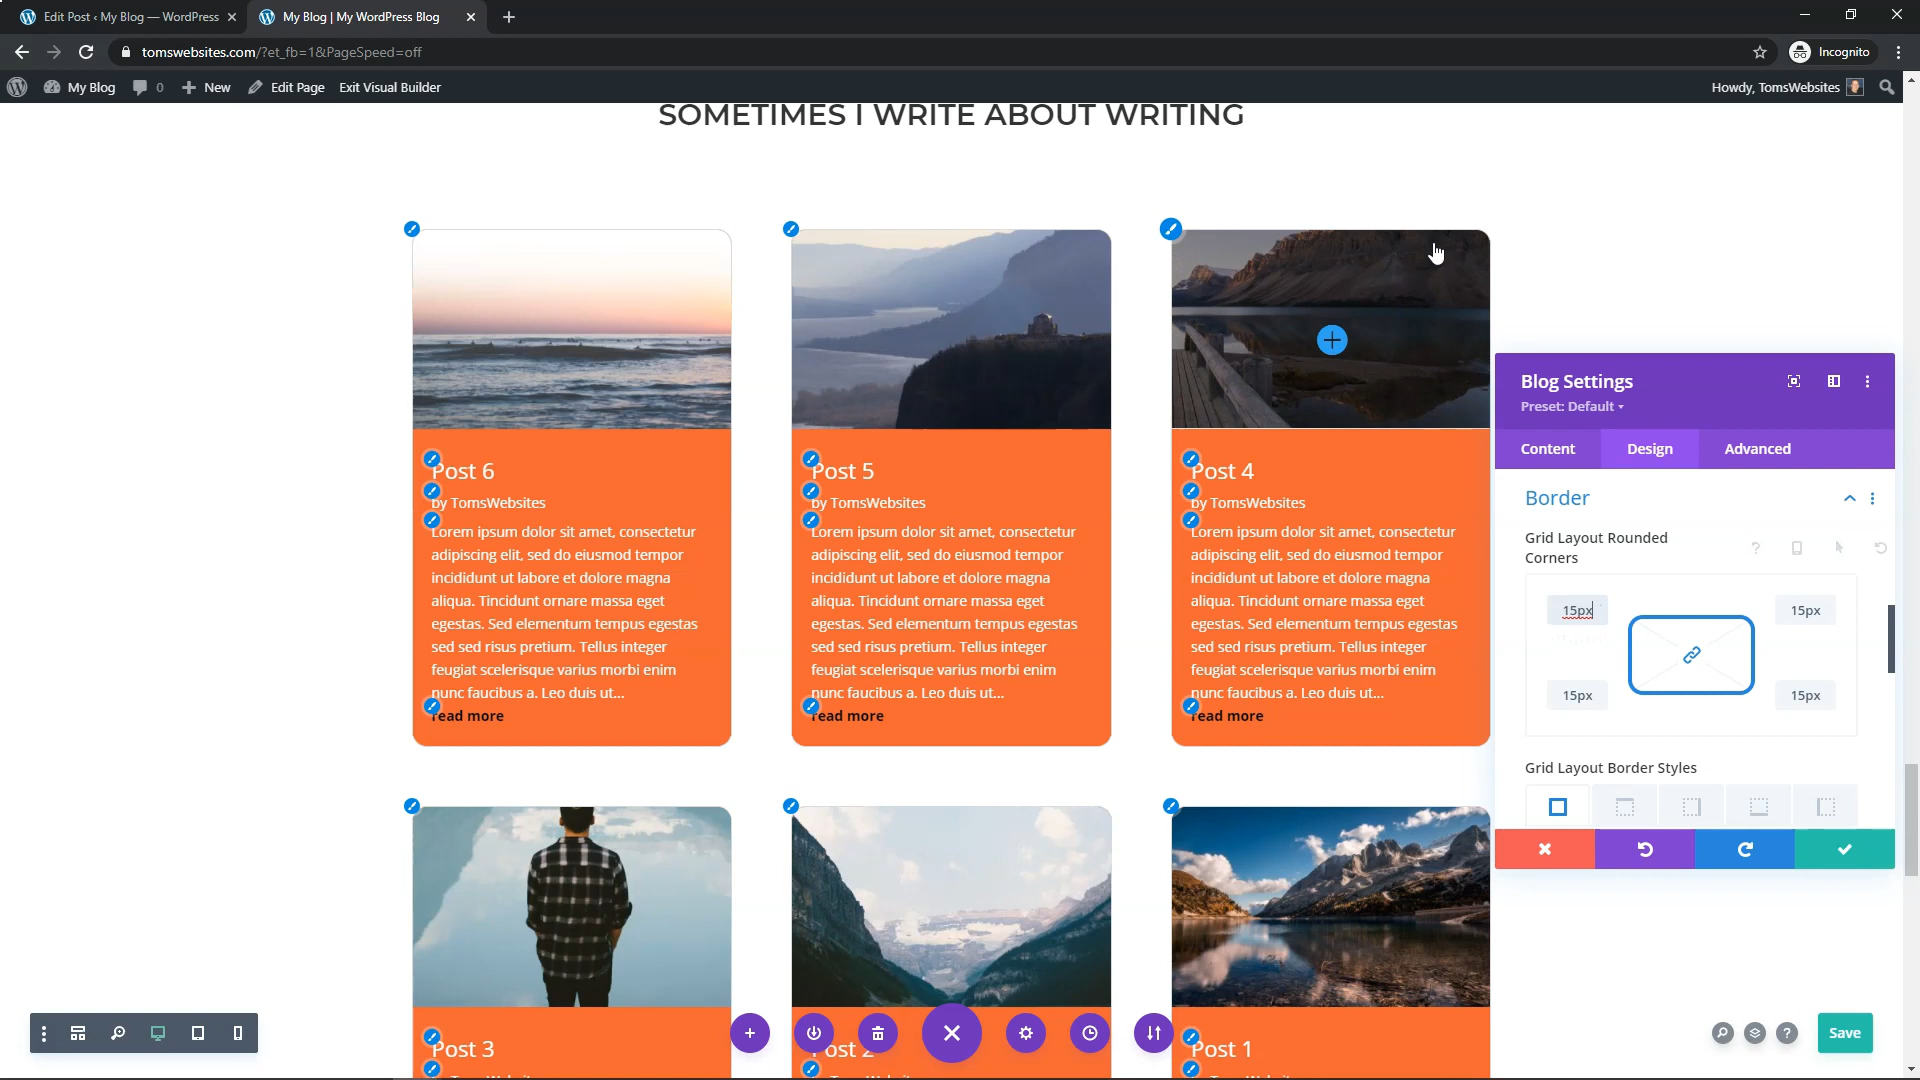 Edit Post ‹ My Blog — WordPress
My Blog | My WordPress Blog
tomswebsites.com/?et_fb=1&PageSpeed=off
Incognito
My Blog
0
New
Edit Page
Exit Visual Builder
Howdy, TomsWebsites
SOMETIMES I WRITE ABOUT WRITING
Post 6
by TomsWebsites
Lorem ipsum dolor sit amet, consectetur
adipiscing elit, sed do eiusmod tempor
incididunt ut labore et dolore magna
aliqua. Tincidunt ornare massa eget
egestas. Sed elementum tempus egestas
sed sed risus pretium. Tellus integer
feugiat scelerisque varius morbi enim
nunc faucibus a. Leo duis ut...
read more
Post 5
by TomsWebsites
Lorem ipsum dolor sit amet, consectetur
adipiscing elit, sed do eiusmod tempor
incididunt ut labore et dolore magna
aliqua. Tincidunt ornare massa eget
egestas. Sed elementum tempus egestas
sed sed risus pretium. Tellus integer
feugiat scelerisque varius morbi enim
nunc faucibus a. Leo duis ut...
read more
Post 4
by TomsWebsites
Lorem ipsum dolor sit amet, consectetur
adipiscing elit, sed do eiusmod tempor
incididunt ut labore et dolore magna
aliqua. Tincidunt ornare massa eget
egestas. Sed elementum tempus egestas
sed sed risus pretium. Tellus integer
feugiat scelerisque varius morbi enim
nunc faucibus a. Leo duis ut...
read more
Post 3
Post 2
Post 1
Blog Settings
Preset: Default
Content
Design
Advanced
Border
Grid Layout Rounded
Corners
15px
15px
15px
15px
Grid Layout Border Styles
Save